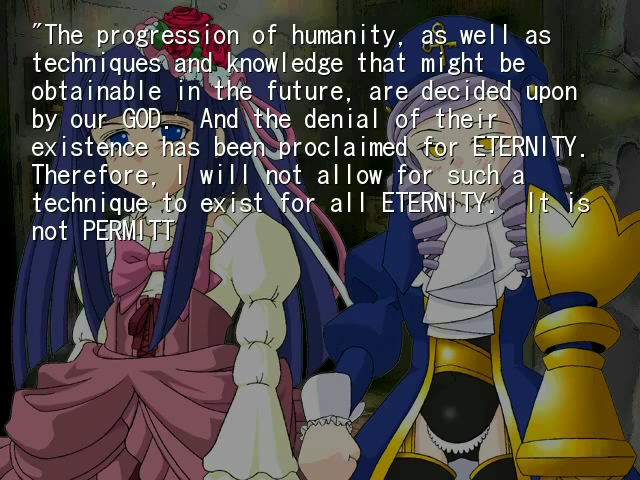 "The progression of humanity, as well as
techniques and knowledge that might be
obtainable in the future, are decided upon
by our GOD.  And the denial of their
existence has been proclaimed for ETERNITY.
Therefore, I will not allow for such a
technique to exist for all ETERNITY.  It is
not PERMITT